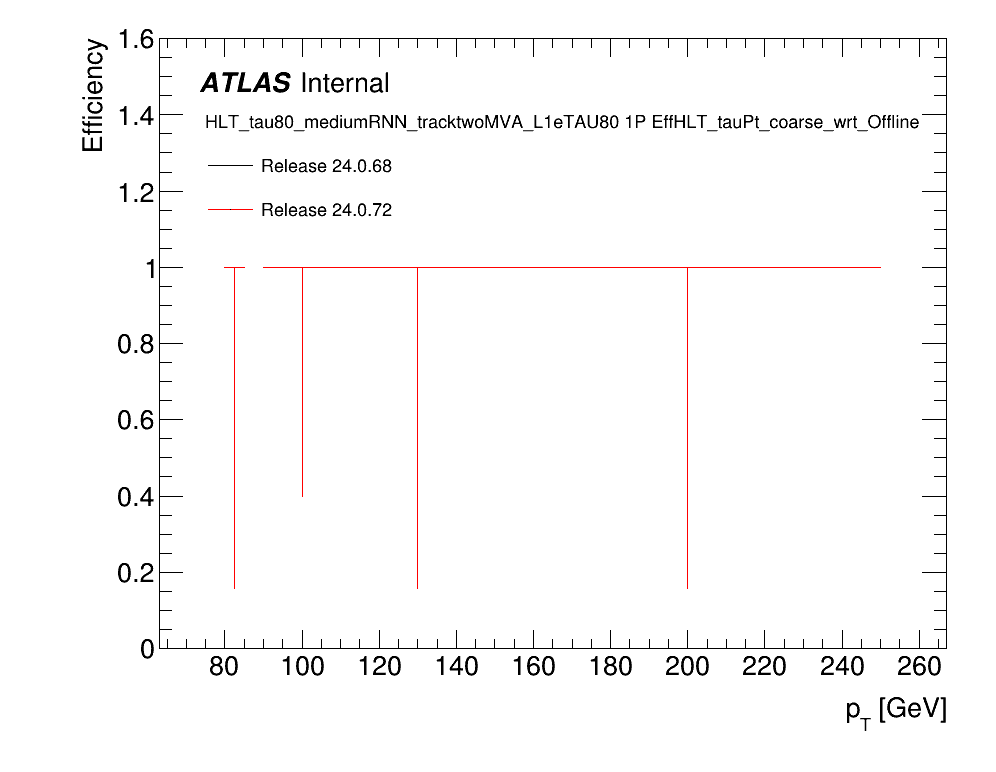 ATLAS Internal
HLT_tau80_mediumRNN_tracktwoMVA_L1eTAU80 1P EffHLT_tauPt_coarse_wrt_Offline
Release 24.0.68
Release 24.0.72
Efficiency
1.6
1.4
1.2
1
0.8
0.6
0.4
0.2
0
80 100 120 140 160 180 200 220 240 260
p_T [GeV]